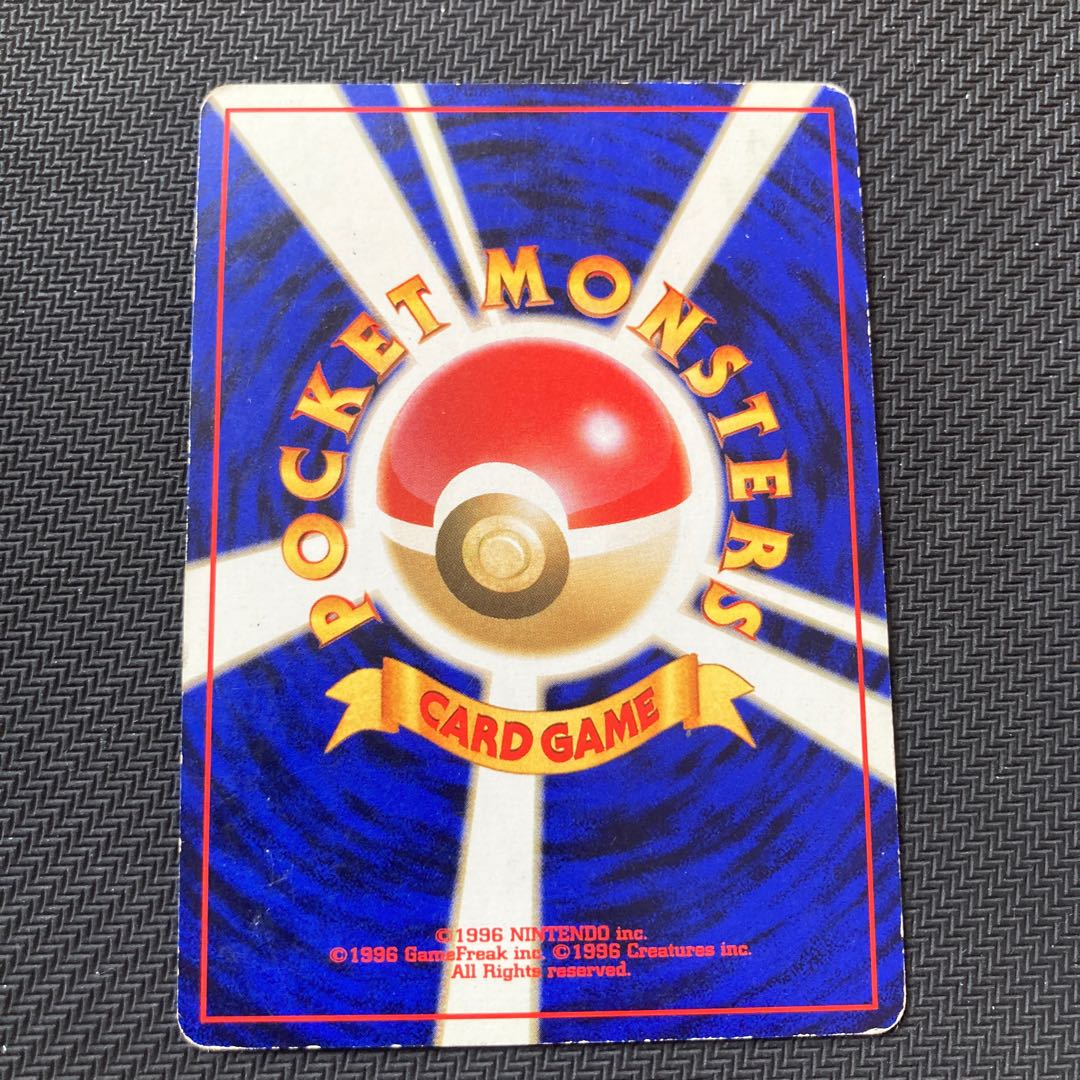 POCKET MONSTERS
CARD GAME
©1996 NINTENDO inc.
©1996 GameFreak inc. ©1996 Creatures inc.
All Rights reserved.